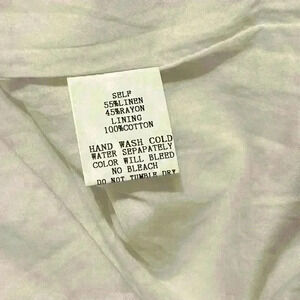 SELF
55%LINEN
45%RAYON
LINING
100%COTTON
HAND WASH COLD
WATER SEPAPATELY
COLOR WILL BLEED
NO BLEACH
DO NOT TUMBLE DRY